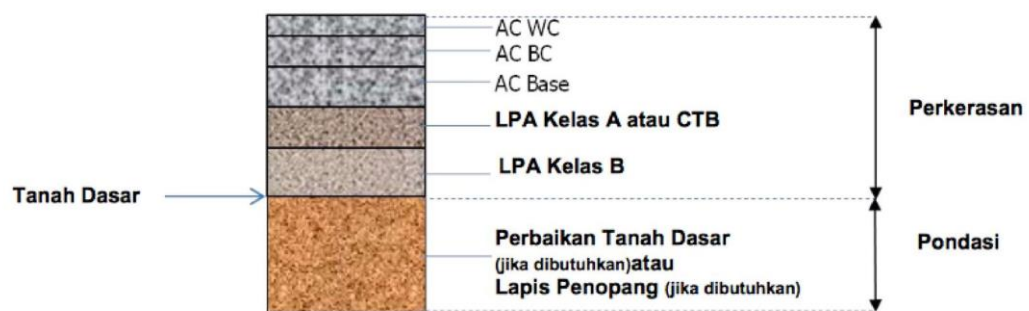 AC WC
AC BC
AC Base
LPA Kelas A atau CTB
Perkerasan
LPA Kelas B
Tanah Dasar
Perbaikan Tanah Dasar
(jika dibutuhkan)atau
Lapis Penopang (jika dibutuhkan)
Pondasi